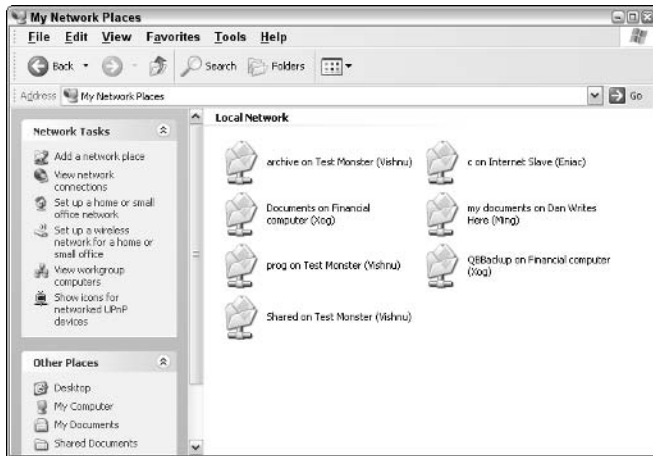 My Network Places
File Edit View Favorites Tools Help
Back Search Folders
Address My Network Places Go
Network Tasks
Add a network place
View network
connections
Set up a home or small
office network
Set up a wireless
network for a home or
small office
View workgroup
computers
Show icons for
networked UPnP
devices
Other Places
Desktop
My Computer
My Documents
Shared Documents
Local Network
archive on Test Monster (Vishnu)
c on Internet Slave (Eniac)
Documents on Financial
computer (Xog)
my documents on Dan Writes
Here (Ming)
prog on Test Monster (Vishnu)
QBBackup on Financial computer
(Xog)
Shared on Test Monster (Vishnu)